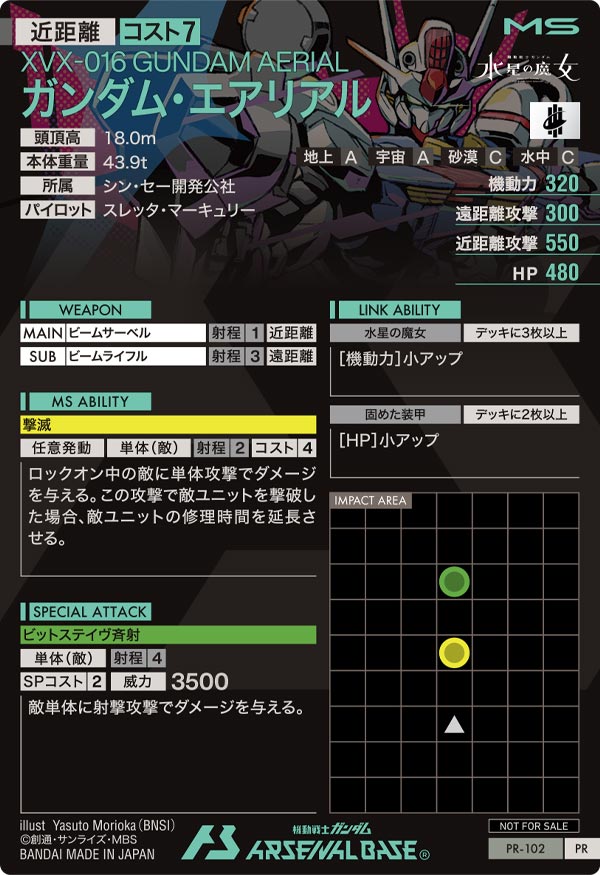 近距離 コスト7
MS
XVX-016 GUNDAM AERIAL
ガンダム・エアリアル
機動戦士ガンダム
水星の魔女
頭頂高 18.0m
本体重量 43.9t
所属 シン・セー開発公社
パイロット スレッタ・マーキュリー
地上 A 宇宙 A 砂漠 C 水中 C
機動力 320
遠距離攻撃 300
近距離攻撃 550
HP 480
WEAPON
MAIN ビームサーベル 射程 1 近距離
SUB ビームライフル 射程 3 遠距離
MS ABILITY
撃滅
任意発動 単体(敵) 射程 2 コスト 4
ロックオン中の敵に単体攻撃でダメージ
を与える。この攻撃で敵ユニットを撃破し
た場合、敵ユニットの修理時間を延長さ
せる。
SPECIAL ATTACK
ビットステイヴ斉射
単体(敵) 射程 4
SPコスト 2 威力 3500
敵単体に射撃攻撃でダメージを与える。
LINK ABILITY
水星の魔女 デッキに3枚以上
[機動力]小アップ
固めた装甲 デッキに2枚以上
[HP]小アップ
IMPACT AREA
illust Yasuto Morioka(BNSI)
©創通・サンライズ・MBS
BANDAI MADE IN JAPAN
機動戦士ガンダム
AB ARSENAL BASE®
NOT FOR SALE
PR-102 PR